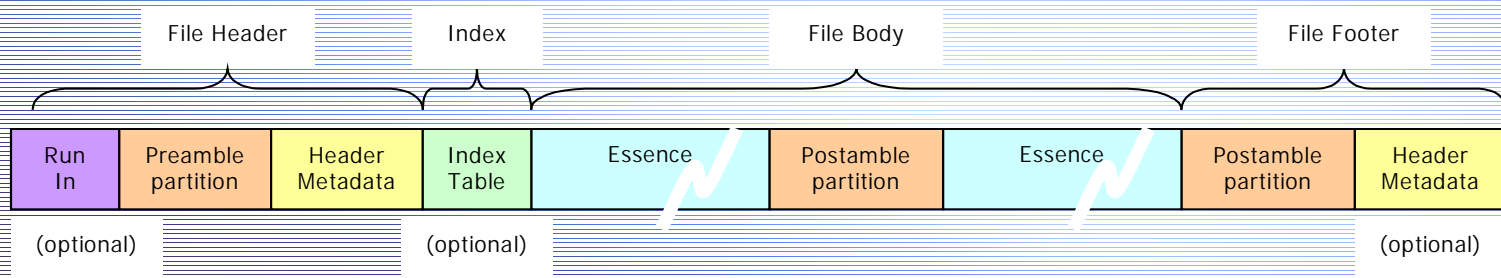 File Header
Index
File Body
File Footer
Run
In
Preamble
partition
Header
Metadata
Index
Table
Essence
Postamble
partition
Essence
Postamble
partition
Header
Metadata
(optional)
(optional)
(optional)